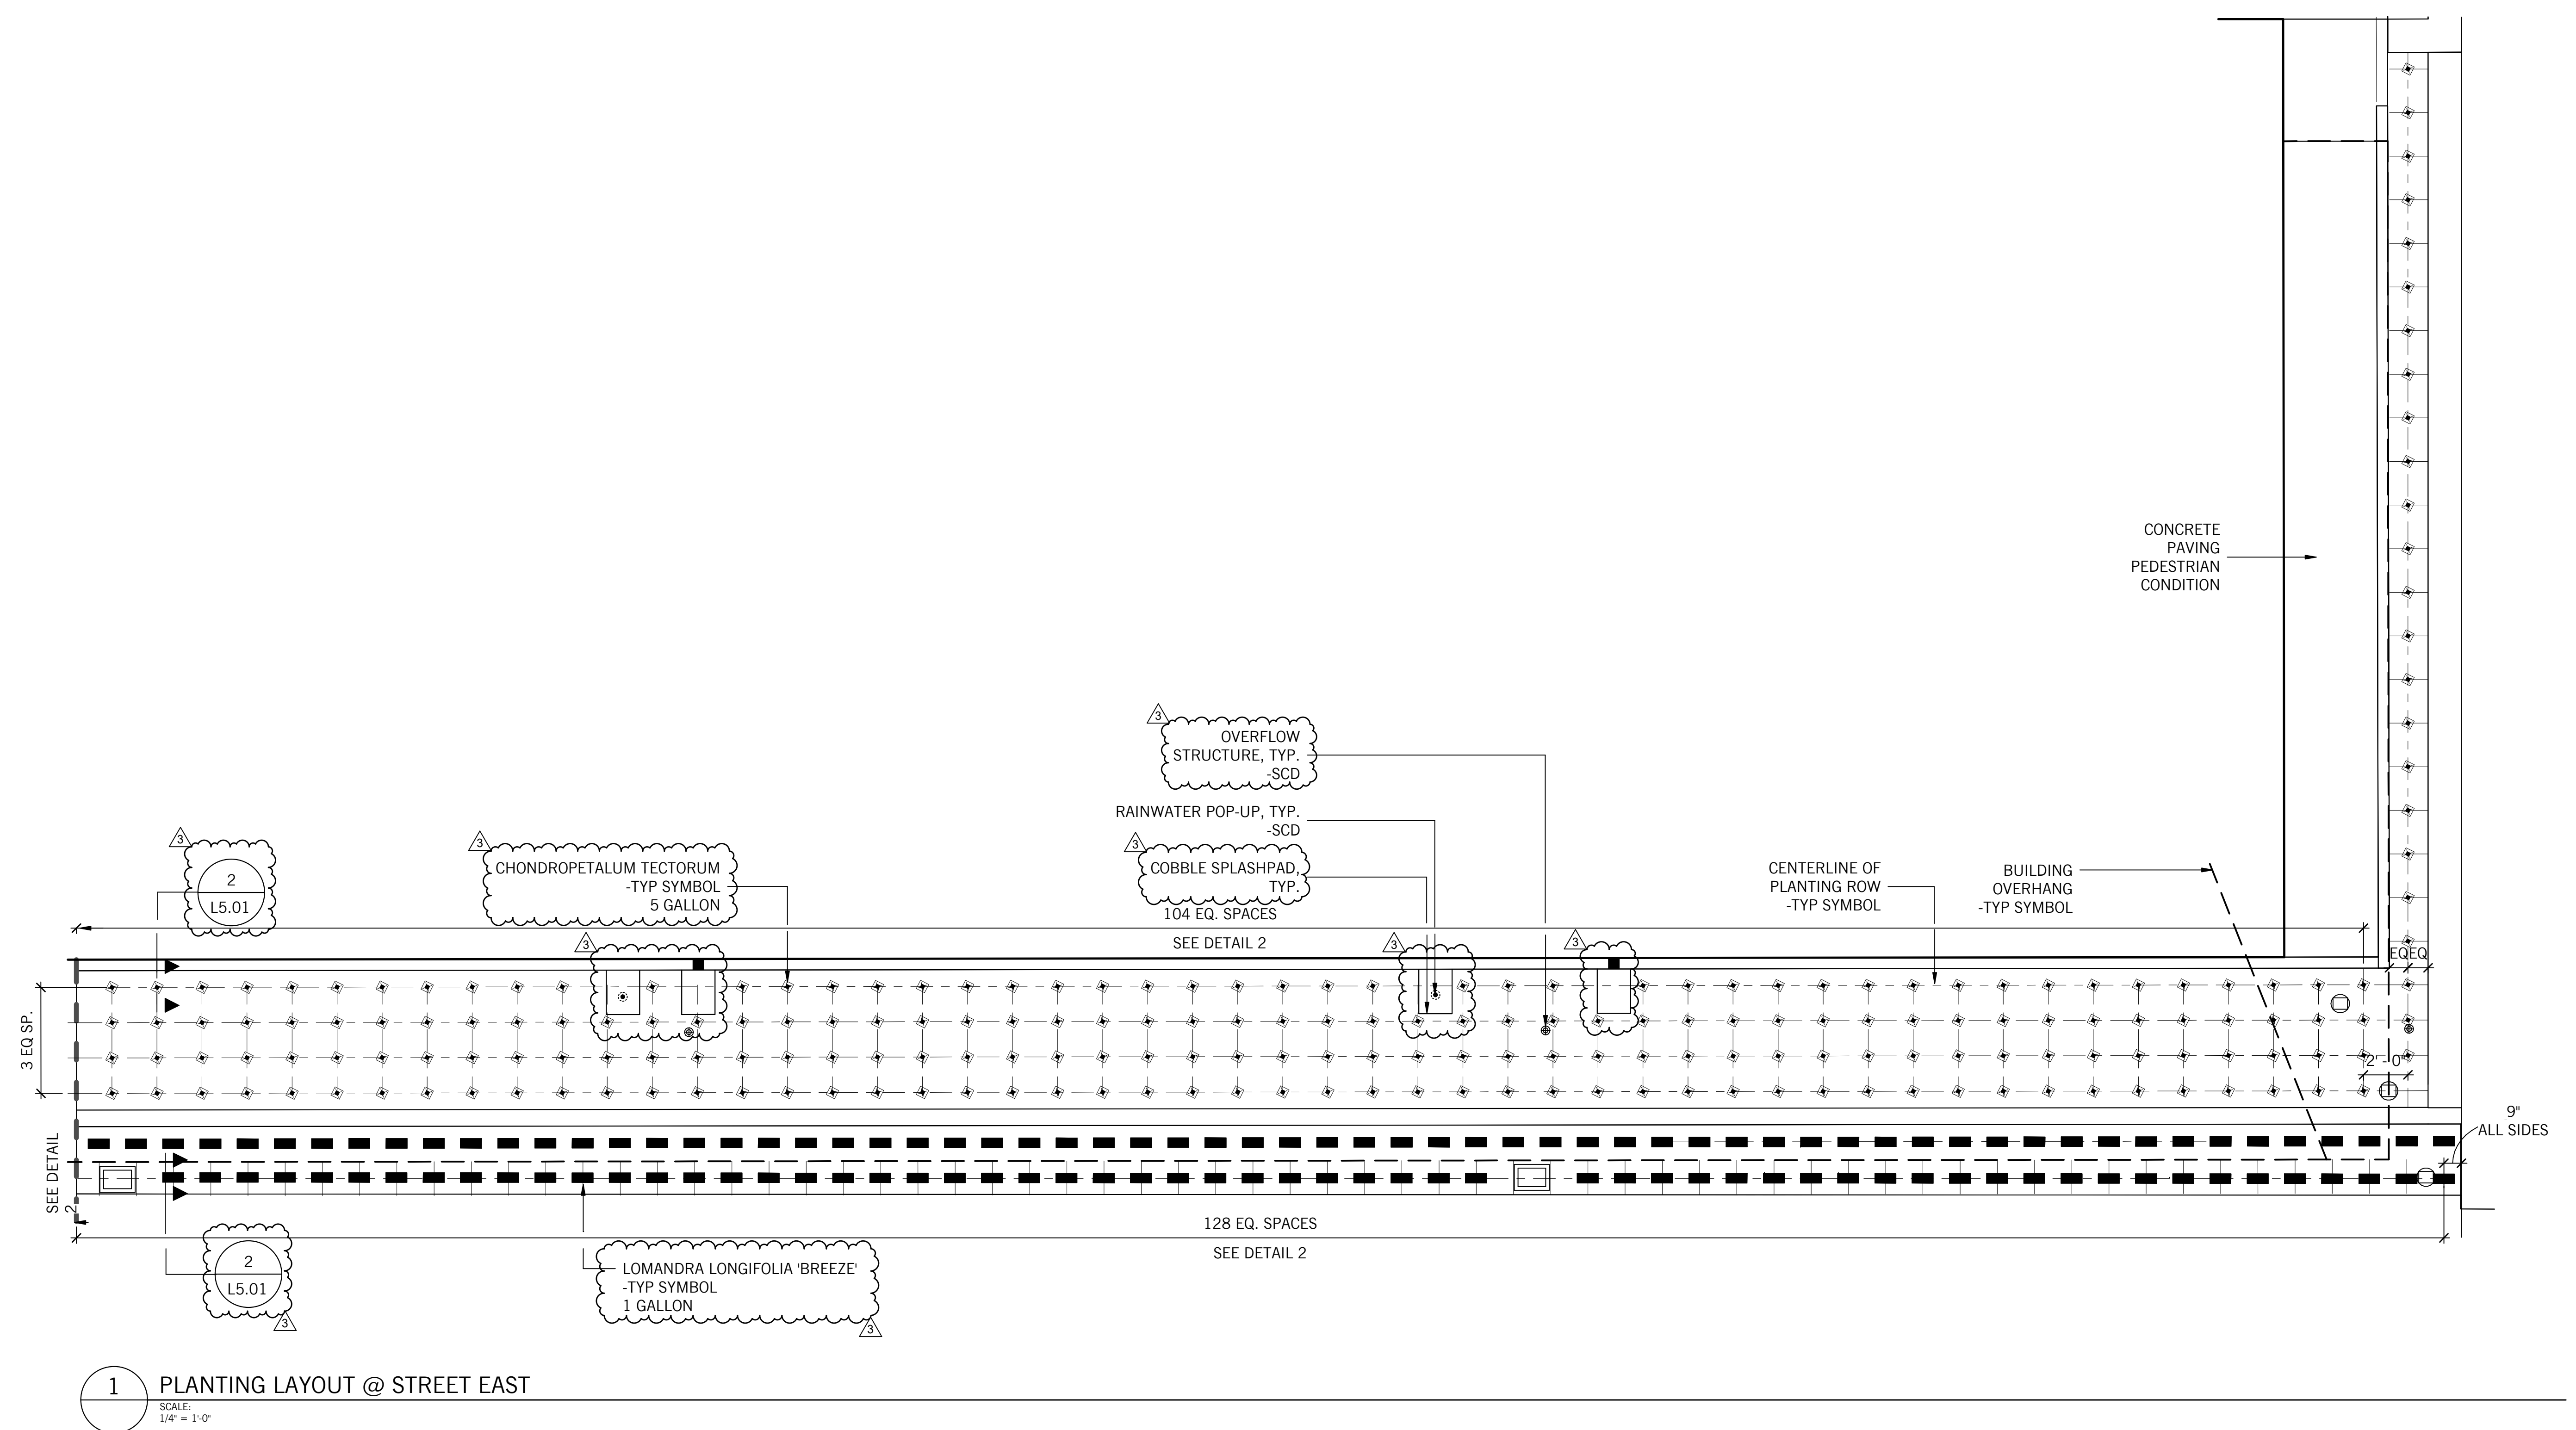 CONCRETE
PAVING
PEDESTRIAN
CONDITION
3
OVERFLOW
STRUCTURE, TYP.
-SCD
RAINWATER POP-UP, TYP.
-SCD
3
COBBLE SPLASHPAD,
TYP.
104 EQ. SPACES
SEE DETAIL 2
3
2
L5.01
3
CHONDROPETALUM TECTORUM
-TYP SYMBOL
5 GALLON
CENTERLINE OF
PLANTING ROW
-TYP SYMBOL
BUILDING
OVERHANG
-TYP SYMBOL
3
3
3
EQ
EQ
3 EQ SP.
2'- 0"
9"
ALL SIDES
SEE DETAIL
2
128 EQ. SPACES
SEE DETAIL 2
2
L5.01
3
LOMANDRA LONGIFOLIA 'BREEZE'
-TYP SYMBOL
1 GALLON
3
1
PLANTING LAYOUT @ STREET EAST
SCALE:
1/4" = 1'-0"